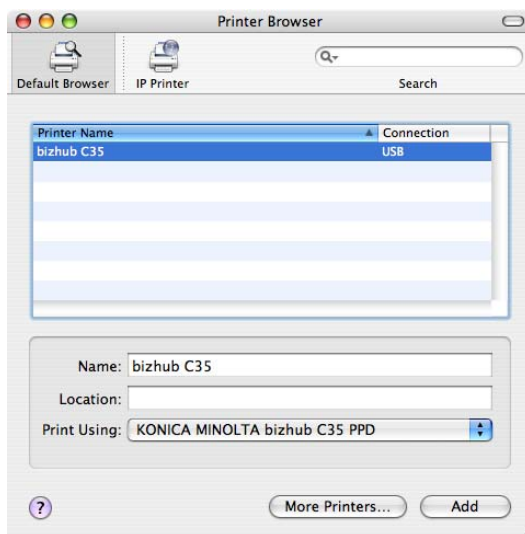 Printer Browser
Default Browser IP Printer Search
Printer Name Connection
bizhub C35 USB
Name: bizhub C35
Location:
Print Using: KONICA MINOLTA bizhub C35 PPD
? More Printers... Add